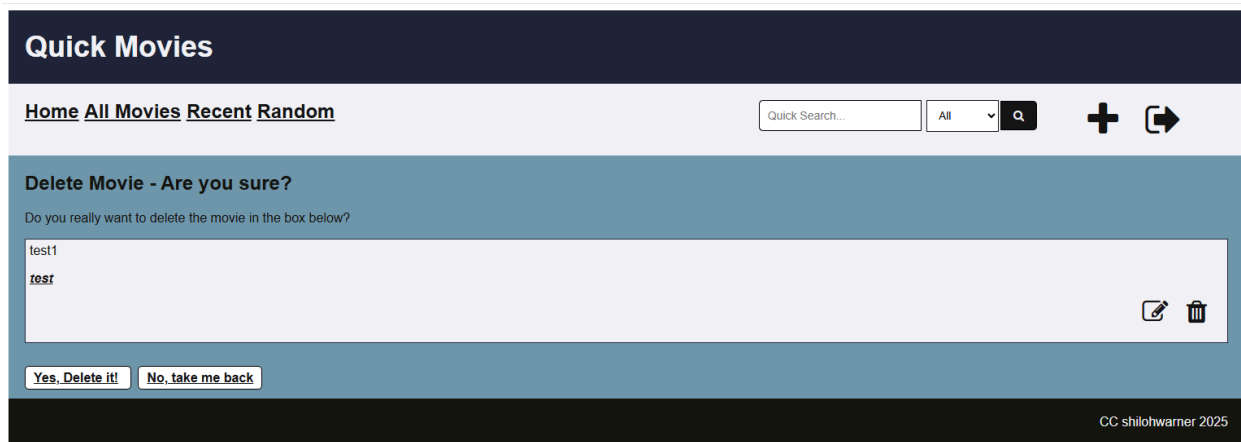 Quick Movies
Home All Movies Recent Random
Quick Search... All
Delete Movie - Are you sure?
Do you really want to delete the movie in the box below?
test1
test
Yes, Delete it! No, take me back
CC shilohwarner 2025